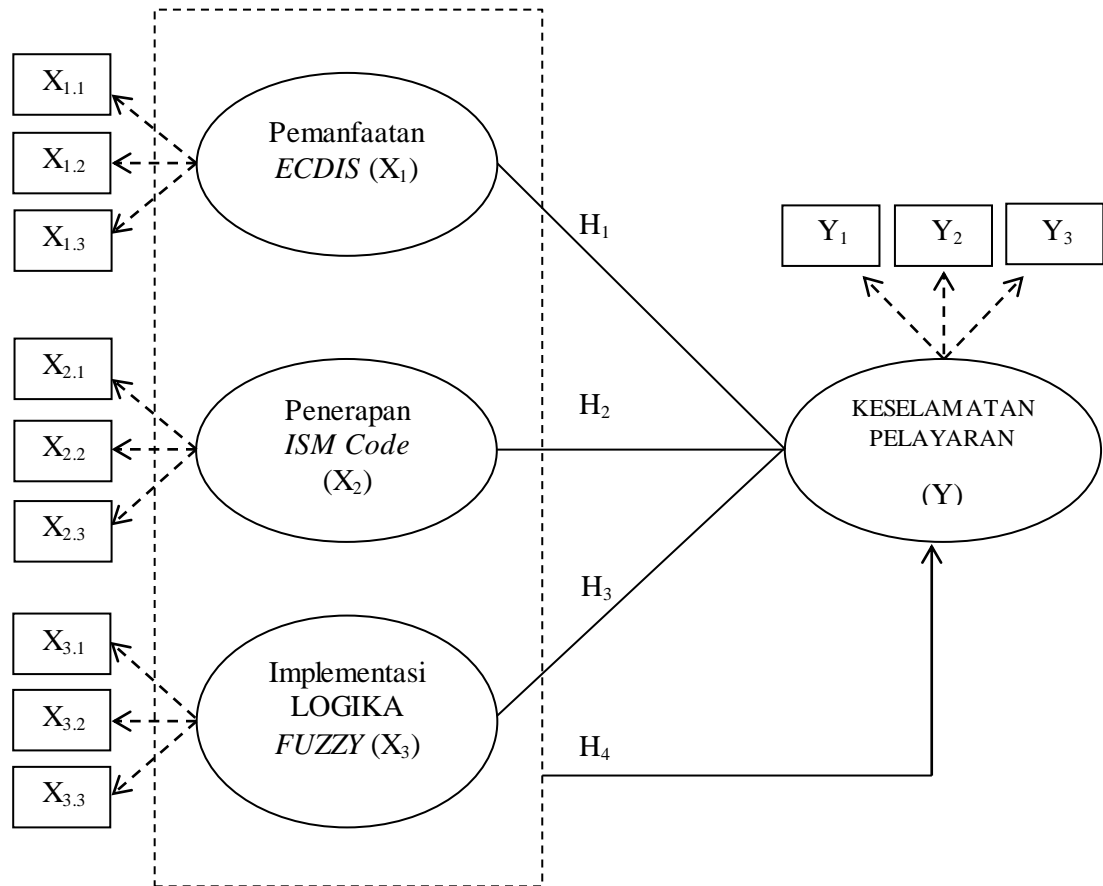 X₁.₁
X₁.₂
X₁.₃
Pemanfaatan
ECDIS (X₁)
H₁
Y₁
Y₂
Y₃
X₂.₁
X₂.₂
X₂.₃
Penerapan
ISM Code
(X₂)
H₂
KESELAMATAN
PELAYARAN
(Y)
H₃
X₃.₁
X₃.₂
X₃.₃
Implementasi
LOGIKA
FUZZY (X₃)
H₄